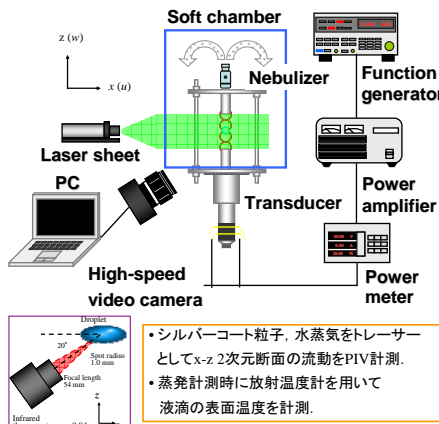 Soft chamber
z (w)
x (u)
Nebulizer
Function
generator
Laser sheet
PC
Transducer
Power
amplifier
High-speed
video camera
Power
meter
Droplet
20°
Spot radius
1.0 mm
Focal length
54 mm
z
Infrared
・シルバーコート粒子，水蒸気をトレーサー
としてx-z 2次元断面の流動をPIV計測.
・蒸発計測時に放射温度計を用いて
液滴の表面温度を計測.